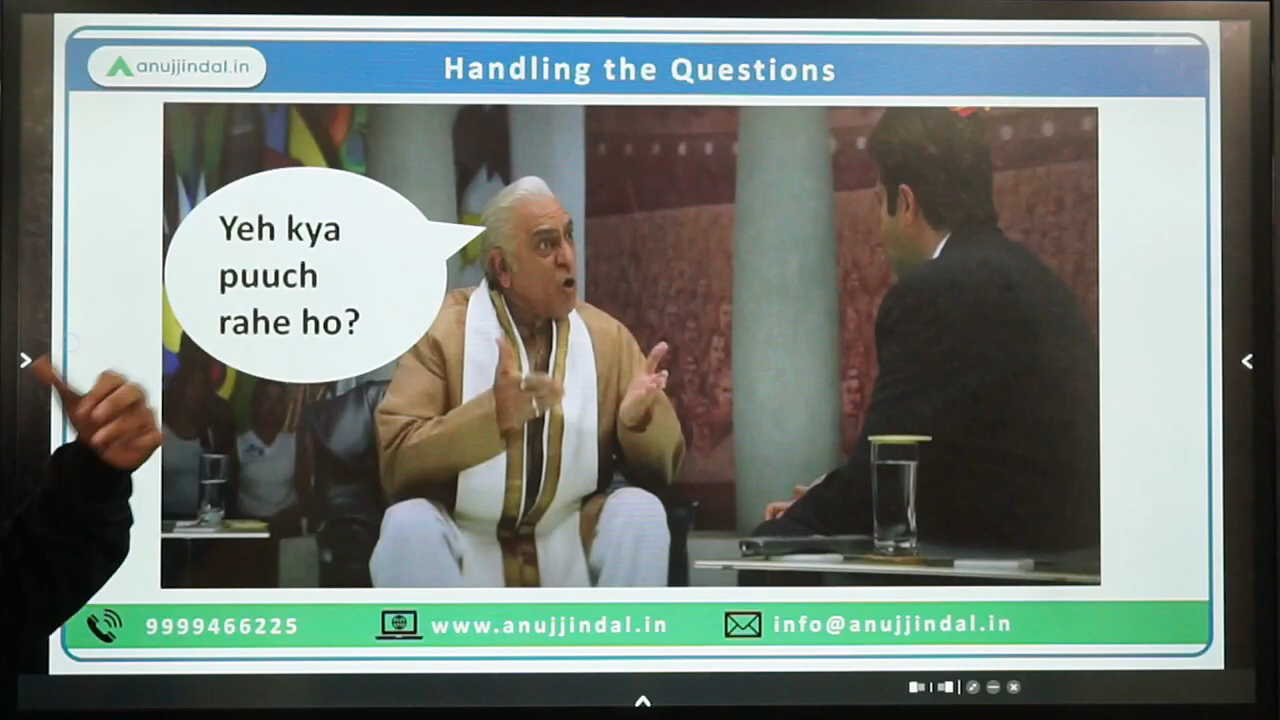 anujjindal.in
Handling the Questions
Yeh kya
puuch
rahe ho?
9999466225
www.anujjindal.in
info@anujjindal.in